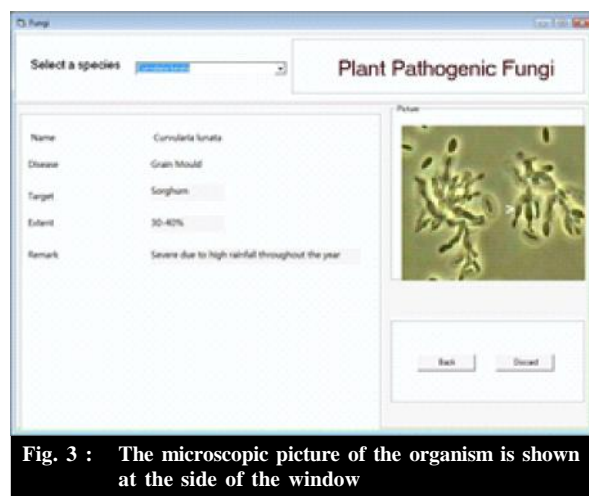 Fungi
Select a species
Plant Pathogenic Fungi
Picture
Name Curvularia lunata
Disease Grain Mould
Target Sorghum
Extent 30-40%
Remark Severe due to high rainfall throughout the year
Back Discard
Fig. 3 : The microscopic picture of the organism is shown
at the side of the window